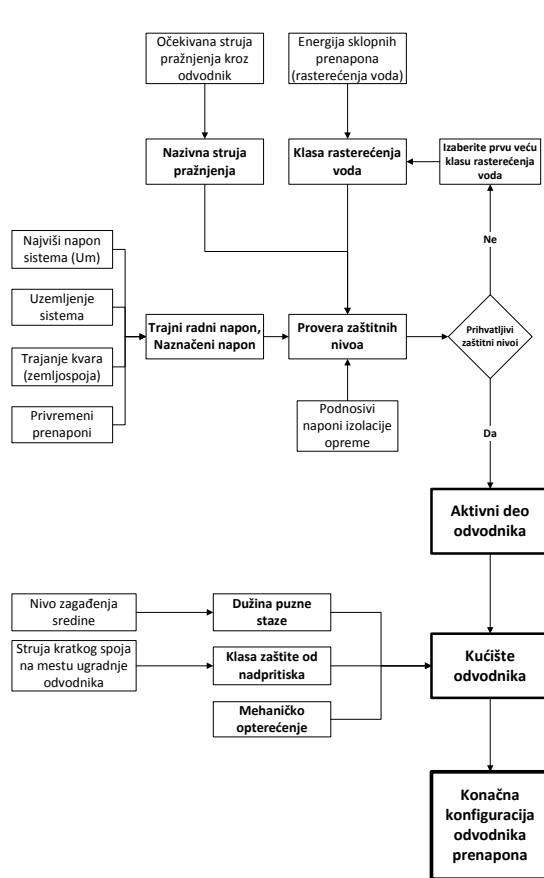 Očekivana struja
pražnjenja kroz
odvodnik
Energija sklopnih
prenapona
(rasterećenja voda)
Nazivna struja
pražnjenja
Klasa rasterećenja
voda
Izaberite prvu veću
klasu rasterećenja
voda
Ne
Najviši napon
sistema (Um)
Uzemljenje
sistema
Trajanje kvara
(zemljospoja)
Privremeni
prenaponi
Trajni radni napon,
Naznačeni napon
Provera zaštitnih
nivoa
Prihvatljivi
zaštitni nivoi
Podnosivi
naponi izolacije
opreme
Da
Aktivni deo
odvodnika
Nivo zagađenja
sredine
Dužina puzne
staze
Struja kratkog spoja
na mestu ugradnje
odvodnika
Klasa zaštite od
nadpritiska
Mehaničko
opterećenje
Kućište
odvodnika
Konačna
konfiguracija
odvodnika
prenapona